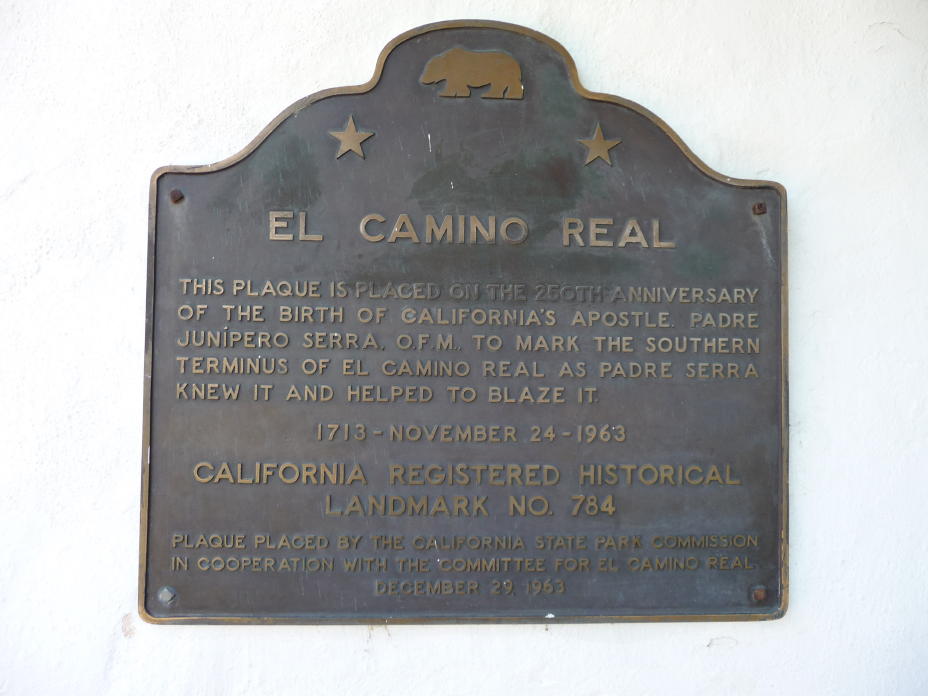 EL CAMINO REAL
THIS PLAQUE IS PLACED ON THE 250TH ANNIVERSARY
OF THE BIRTH OF CALIFORNIA'S APOSTLE, PADRE
JUNÍPERO SERRA, O.F.M., TO MARK THE SOUTHERN
TERMINUS OF EL CAMINO REAL AS PADRE SERRA
KNEW IT AND HELPED TO BLAZE IT.
1713 - NOVEMBER 24 - 1963
CALIFORNIA REGISTERED HISTORICAL
LANDMARK NO. 784
PLAQUE PLACED BY THE CALIFORNIA STATE PARK COMMISSION
IN COOPERATION WITH THE COMMITTEE FOR EL CAMINO REAL,
DECEMBER 29, 1963